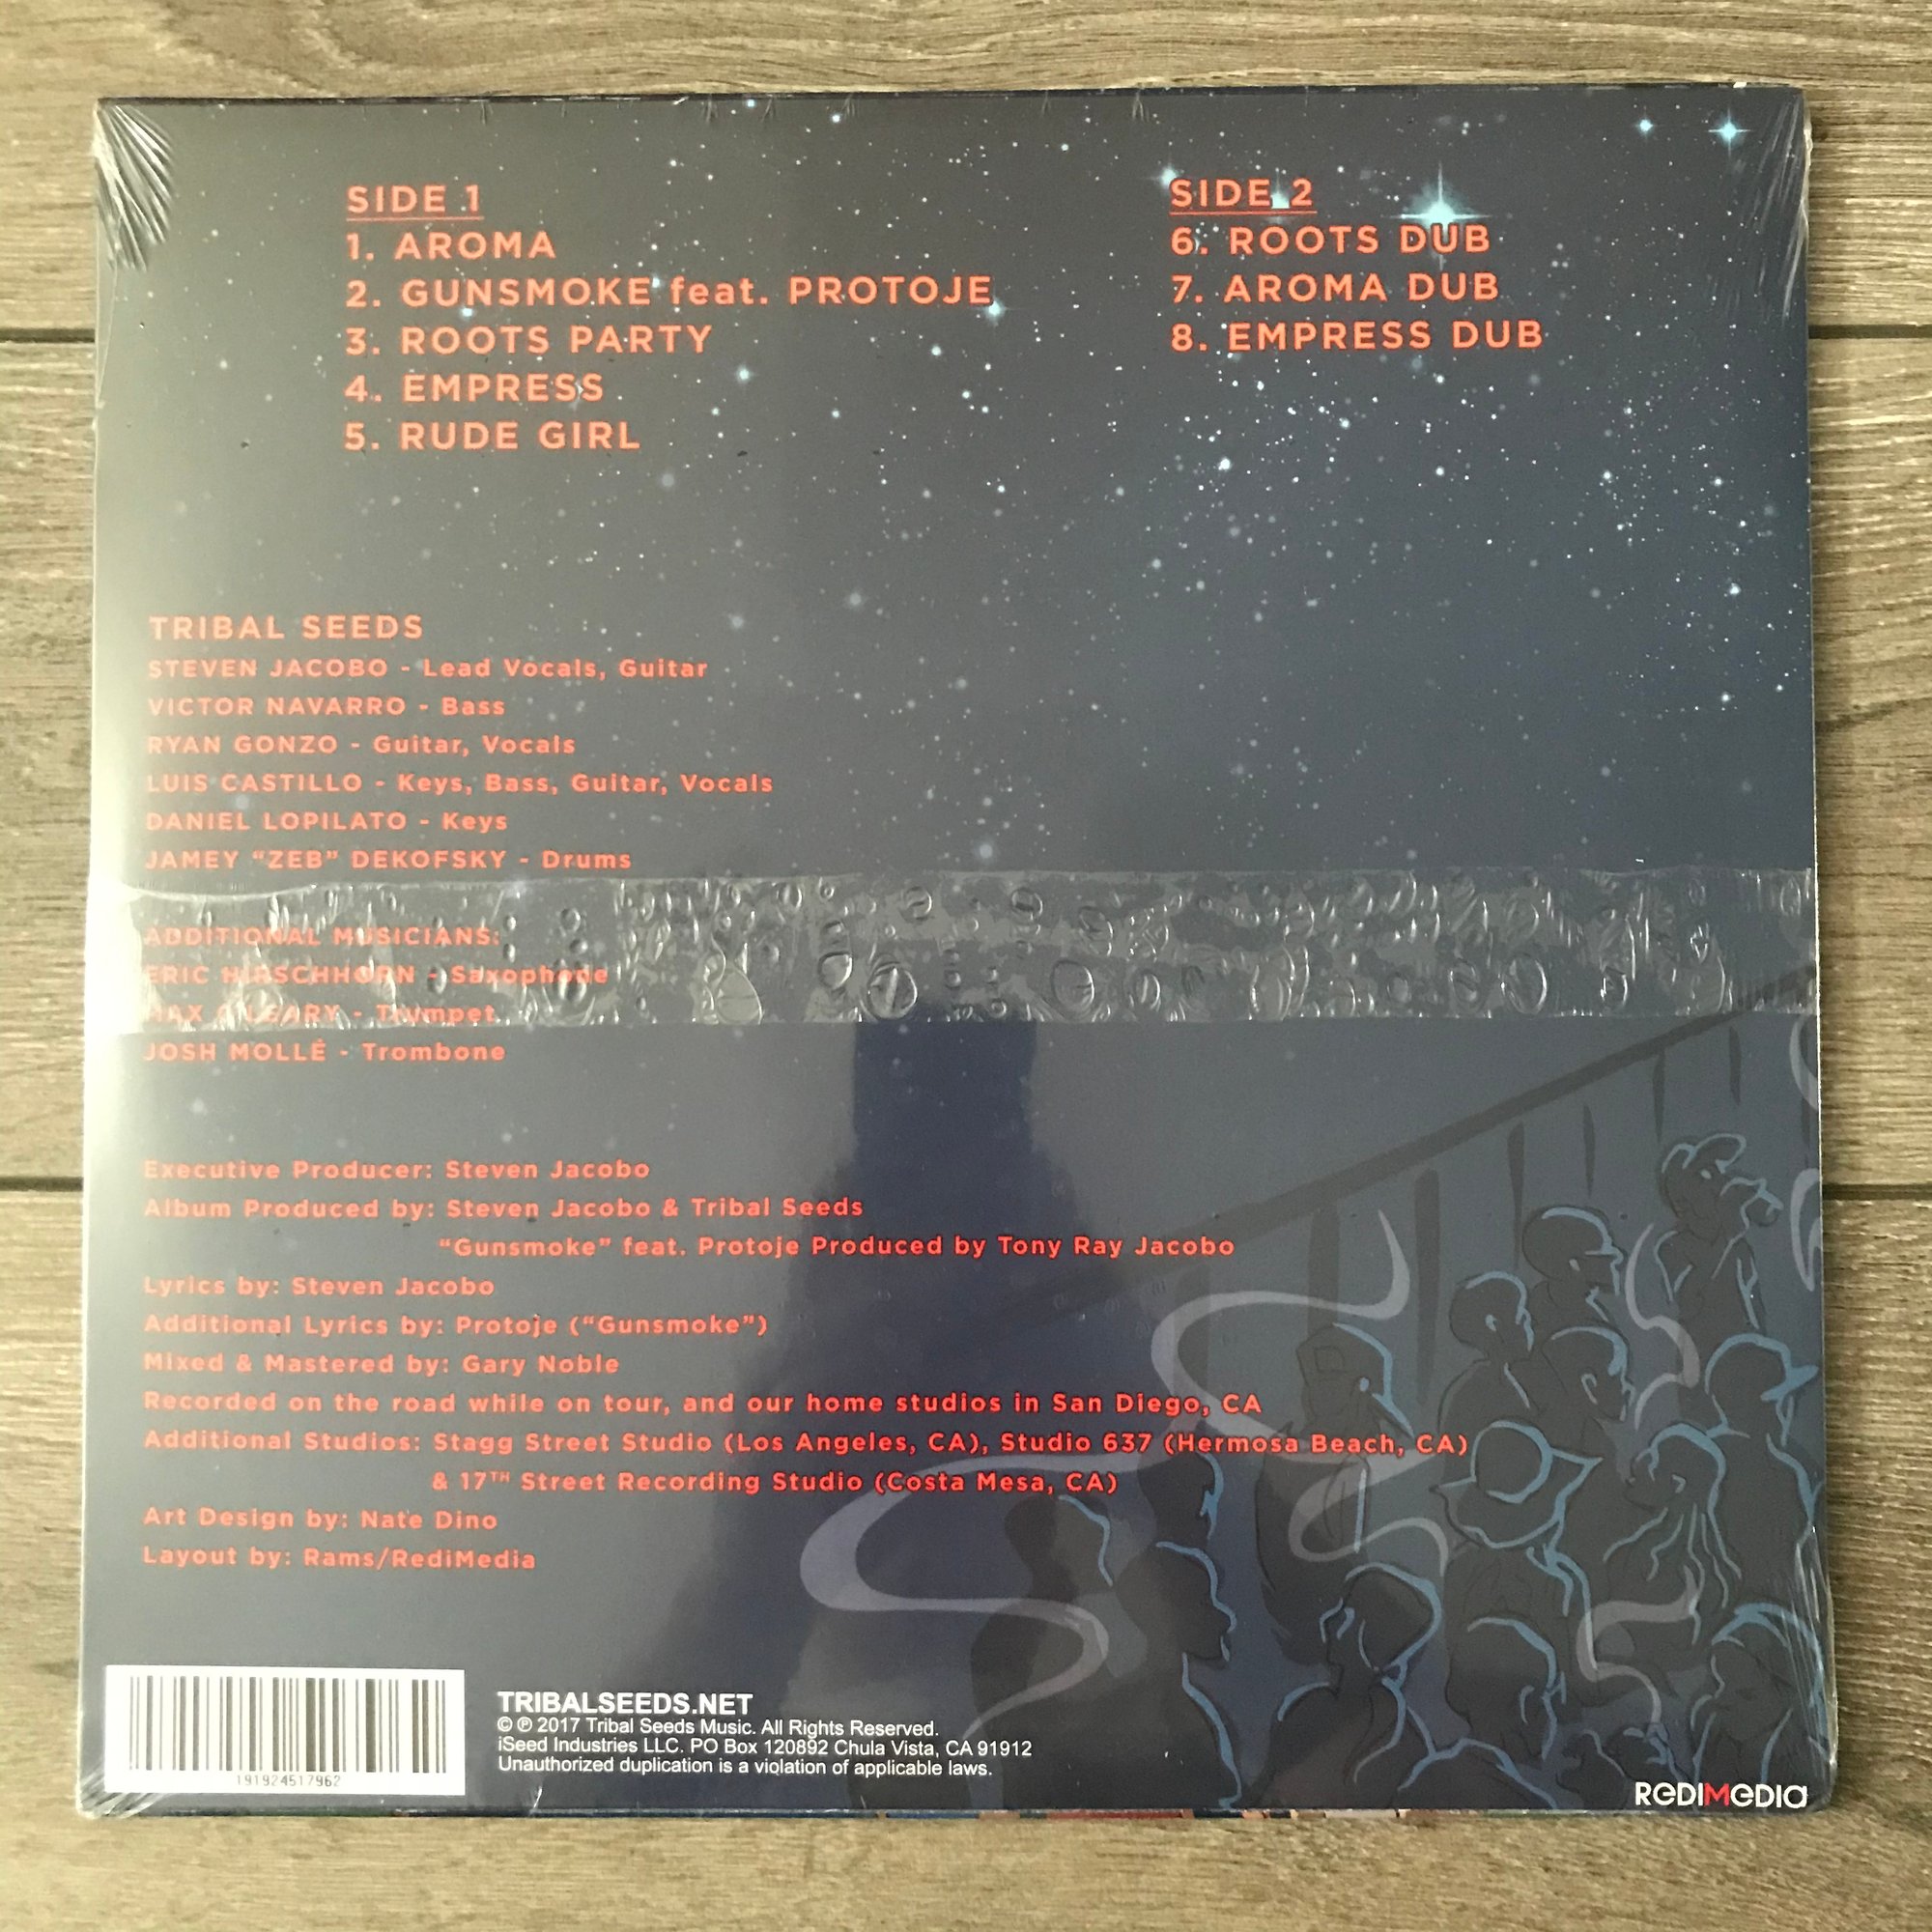 SIDE 1
1. AROMA
2. GUNSMOKE feat. PROTOJE
3. ROOTS PARTY
4. EMPRESS
5. RUDE GIRL
SIDE 2
6. ROOTS DUB
7. AROMA DUB
8. EMPRESS DUB
TRIBAL SEEDS
STEVEN JACOBO - Lead Vocals, Guitar
VICTOR NAVARRO - Bass
RYAN GONZO - Guitar, Vocals
LUIS CASTILLO - Keys, Bass, Guitar, Vocals
DANIEL LOPILATO - Keys
JAMEY “ZEB” DEKOFSKY - Drums
ADDITIONAL MUSICIANS:
ERIC HIRSCHHORN - Saxophone
MAX O'LEARY - Trumpet
JOSH MOLLÉ - Trombone
Executive Producer: Steven Jacobo
Album Produced by: Steven Jacobo & Tribal Seeds
“Gunsmoke” feat. Protoje Produced by Tony Ray Jacobo
Lyrics by: Steven Jacobo
Additional Lyrics by: Protoje (“Gunsmoke”)
Mixed & Mastered by: Gary Noble
Recorded on the road while on tour, and our home studios in San Diego, CA
Additional Studios: Stagg Street Studio (Los Angeles, CA), Studio 637 (Hermosa Beach, CA)
& 17TH Street Recording Studio (Costa Mesa, CA)
Art Design by: Nate Dino
Layout by: Rams/RediMedia
191924517962
TRIBALSEEDS.NET
© ℗ 2017 Tribal Seeds Music. All Rights Reserved.
iSeed Industries LLC. PO Box 120892 Chula Vista, CA 91912
Unauthorized duplication is a violation of applicable laws.
ReDIMeDIa